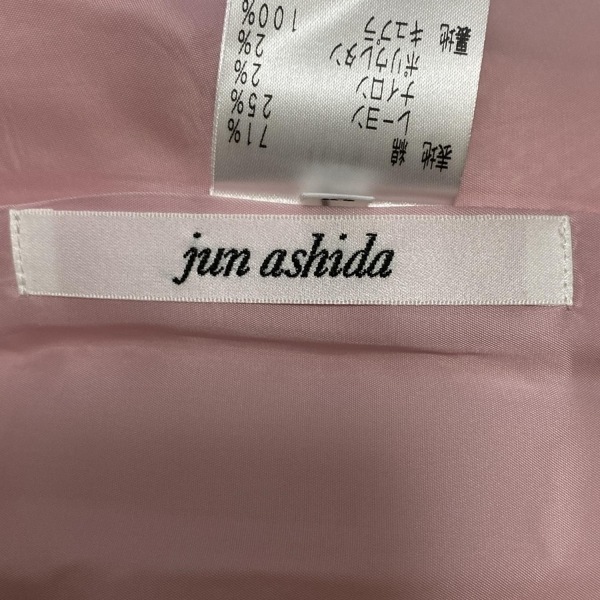 表地 綿 71%
レーヨン 25%
ナイロン 2%
ポリウレタン 2%
裏地 キュプラ 100%
jun ashida